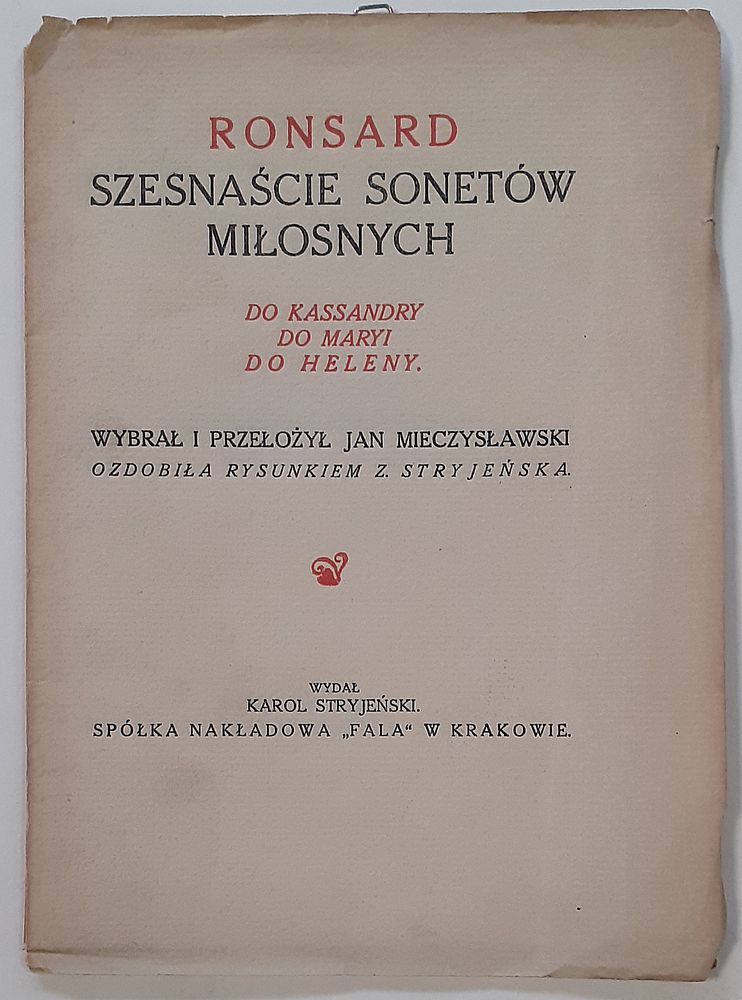 RONSARD
SZESNAŚCIE SONETÓW
MIŁOSNYCH
DO KASSANDRY
DO MARYI
DO HELENY.
WYBRAŁ I PRZEŁOŻYŁ JAN MIECZYSŁAWSKI
OZDOBIŁA RYSUNKIEM Z. STRYJEŃSKA.
WYDAŁ
KAROL STRYJEŃSKI.
SPÓŁKA NAKŁADOWA „FALA“ W KRAKOWIE.